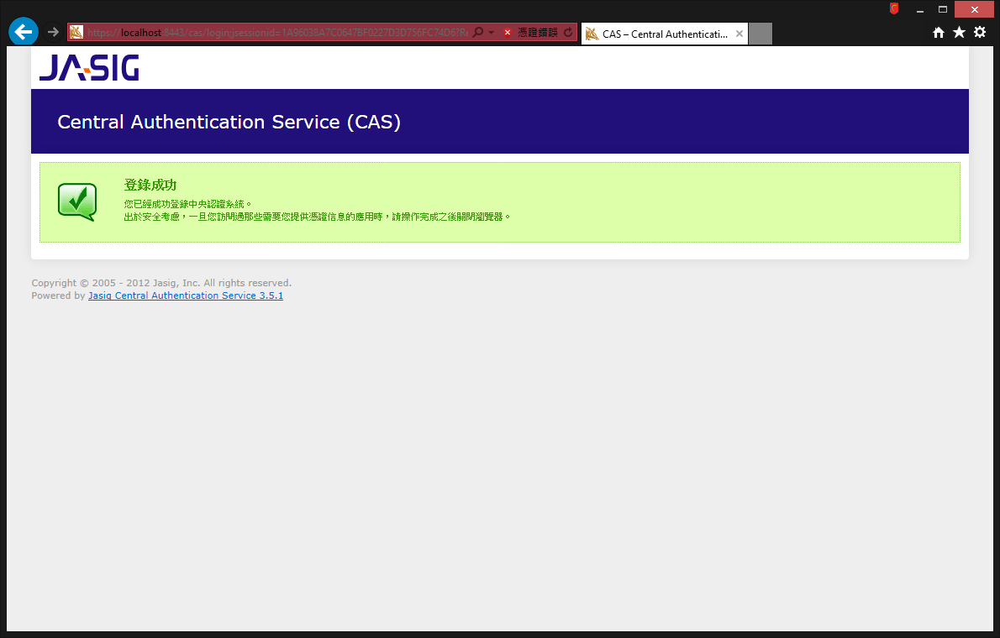 https://localhost:8443/cas/login;jsessionid=1A96038A7C0647BF0227D3D756FC74D6?R
憑證錯誤
CAS – Central Authenticati...
JASIG
Central Authentication Service (CAS)
登錄成功
您已經成功登錄中央認證系統。
出於安全考慮，一旦您訪問過那些需要您提供憑證信息的應用時，請操作完成之後關閉瀏覽器。
Copyright © 2005 - 2012 Jasig, Inc. All rights reserved.
Powered by Jasig Central Authentication Service 3.5.1